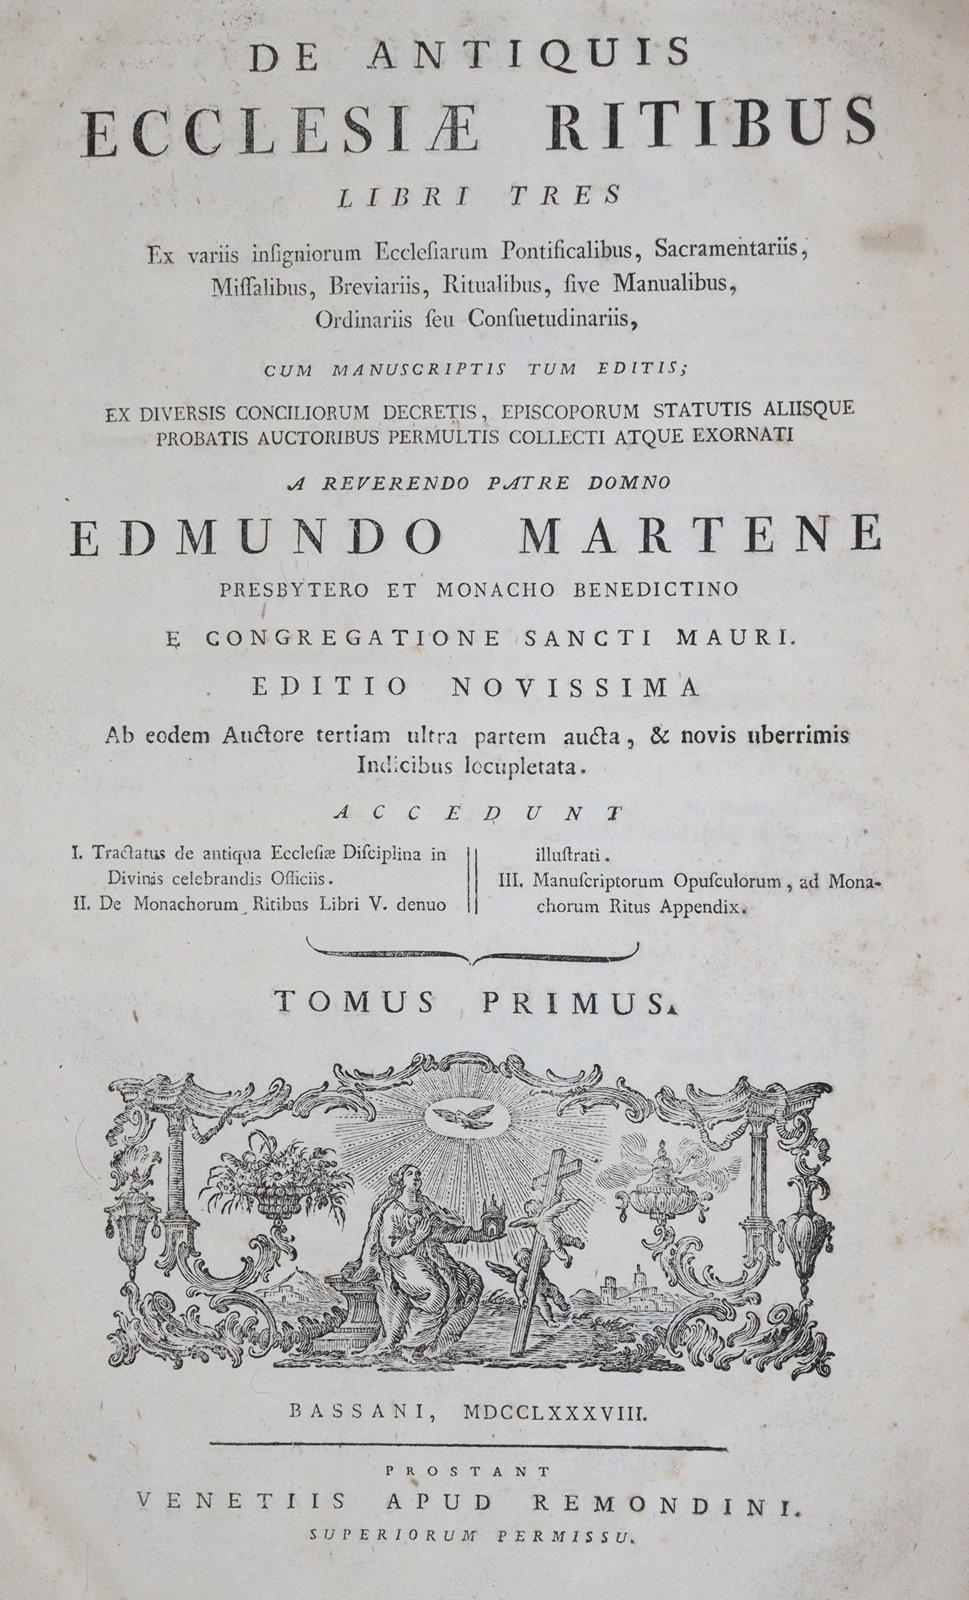 DE ANTIQUIS
ECCLESIÆ RITIBUS
LIBRI TRES
Ex variis inſigniorum Eccleſiarum Pontificalibus, Sacramentariis,
Miſſalibus, Breviariis, Ritualibus, ſive Manualibus,
Ordinariis ſeu Conſuetudinariis,
CUM MANUSCRIPTIS TUM EDITIS;
EX DIVERSIS CONCILIORUM DECRETIS, EPISCOPORUM STATUTIS ALIISQUE
PROBATIS AUCTORIBUS PERMULTIS COLLECTI ATQUE EXORNATI
A REVERENDO PATRE DOMNO
EDMUNDO MARTENE
PRESBYTERO ET MONACHO BENEDICTINO
E CONGREGATIONE SANCTI MAURI.
EDITIO NOVISSIMA
Ab eodem Auctore tertiam ultra partem aucta, & novis uberrimis
Indicibus locupletata.
ACCEDUNT
I. Tractatus de antiqua Eccleſiæ Diſciplina in
Divinis celebrandis Officiis.
II. De Monachorum Ritibus Libri V. denuo
illuſtrati.
III. Manuſcriptorum Opuſculorum, ad Mona-
chorum Ritus Appendix.
TOMUS PRIMUS.
BASSANI, MDCCLXXXVIII.
PROSTANT
VENETIIS APUD REMONDINI.
SUPERIORUM PERMISSU.